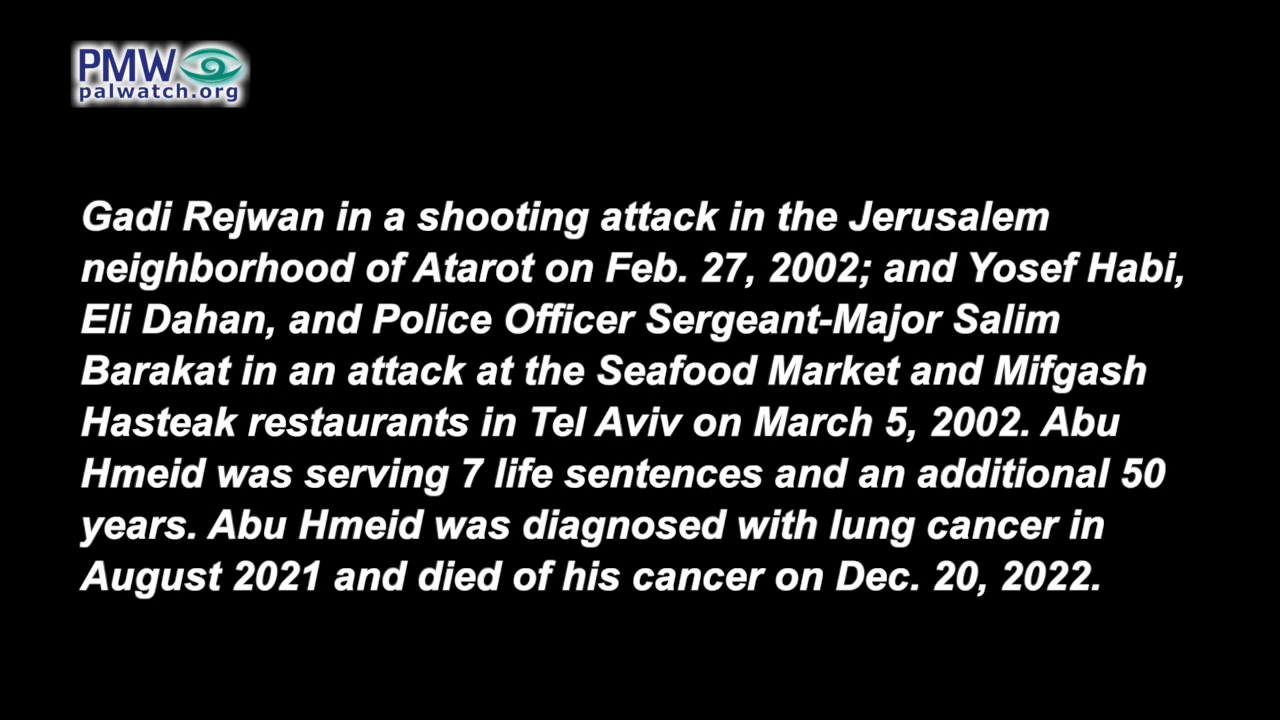 PMW
palwatch.org
Gadi Rejwan in a shooting attack in the Jerusalem
neighborhood of Atarot on Feb. 27, 2002; and Yosef Habi,
Eli Dahan, and Police Officer Sergeant-Major Salim
Barakat in an attack at the Seafood Market and Mifgash
Hasteak restaurants in Tel Aviv on March 5, 2002. Abu
Hmeid was serving 7 life sentences and an additional 50
years. Abu Hmeid was diagnosed with lung cancer in
August 2021 and died of his cancer on Dec. 20, 2022.